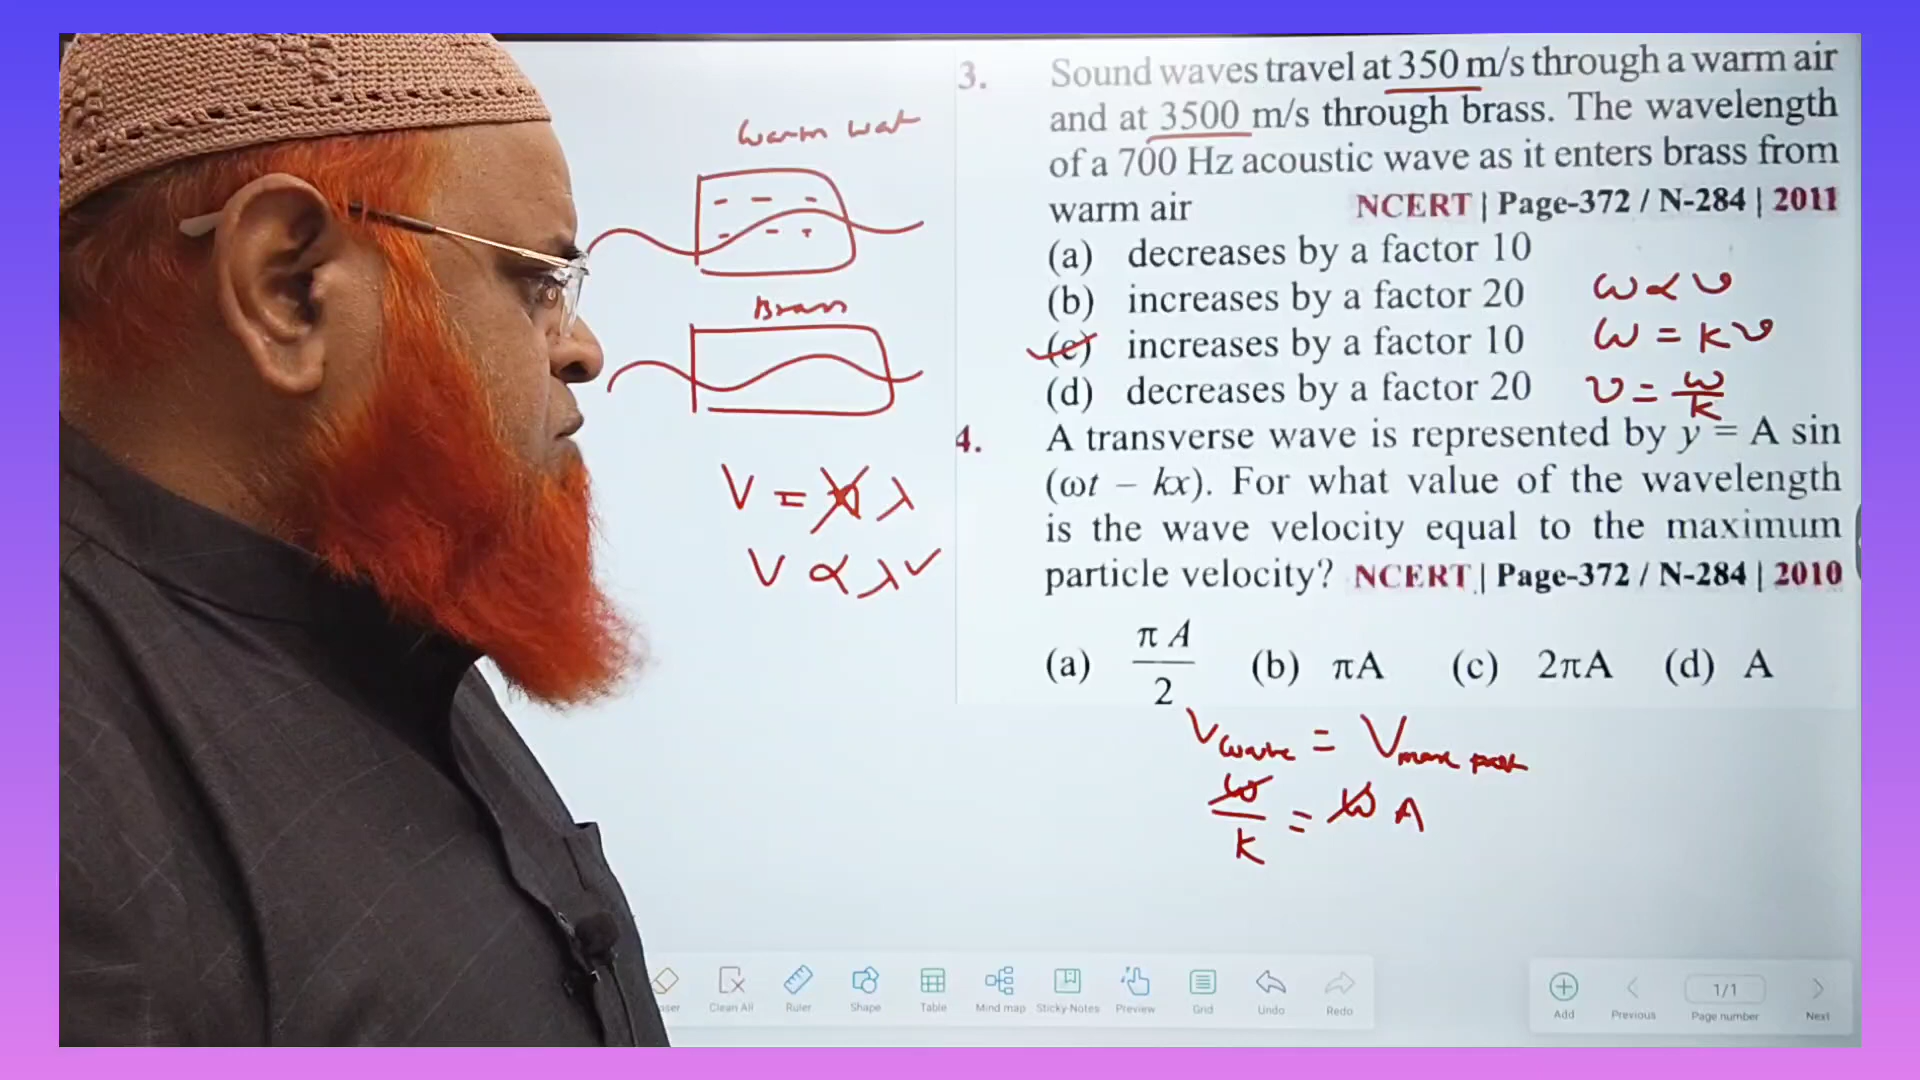 3. Sound waves travel at 350 m/s through a warm air
and at 3500 m/s through brass. The wavelength
of a 700 Hz acoustic wave as it enters brass from
warm air NCERT | Page-372 / N-284 | 2011
(a) decreases by a factor 10
(b) increases by a factor 20
(c) increases by a factor 10
(d) decreases by a factor 20
ω ∝ v
ω = kv
v = ω/k
4. A transverse wave is represented by y = A sin
(ωt – kx). For what value of the wavelength
is the wave velocity equal to the maximum
particle velocity? NCERT | Page-372 / N-284 | 2010
(a) π A / 2 (b) πA (c) 2πA (d) A
Warm wat
Brass
V = n λ
V ∝ λ ✓
V wave = V max part
ω/k = ω A
Clean All Ruler Shape Table Mind map Sticky Notes Preview Grid Undo Redo
Add Previous 1/1 Page number Next